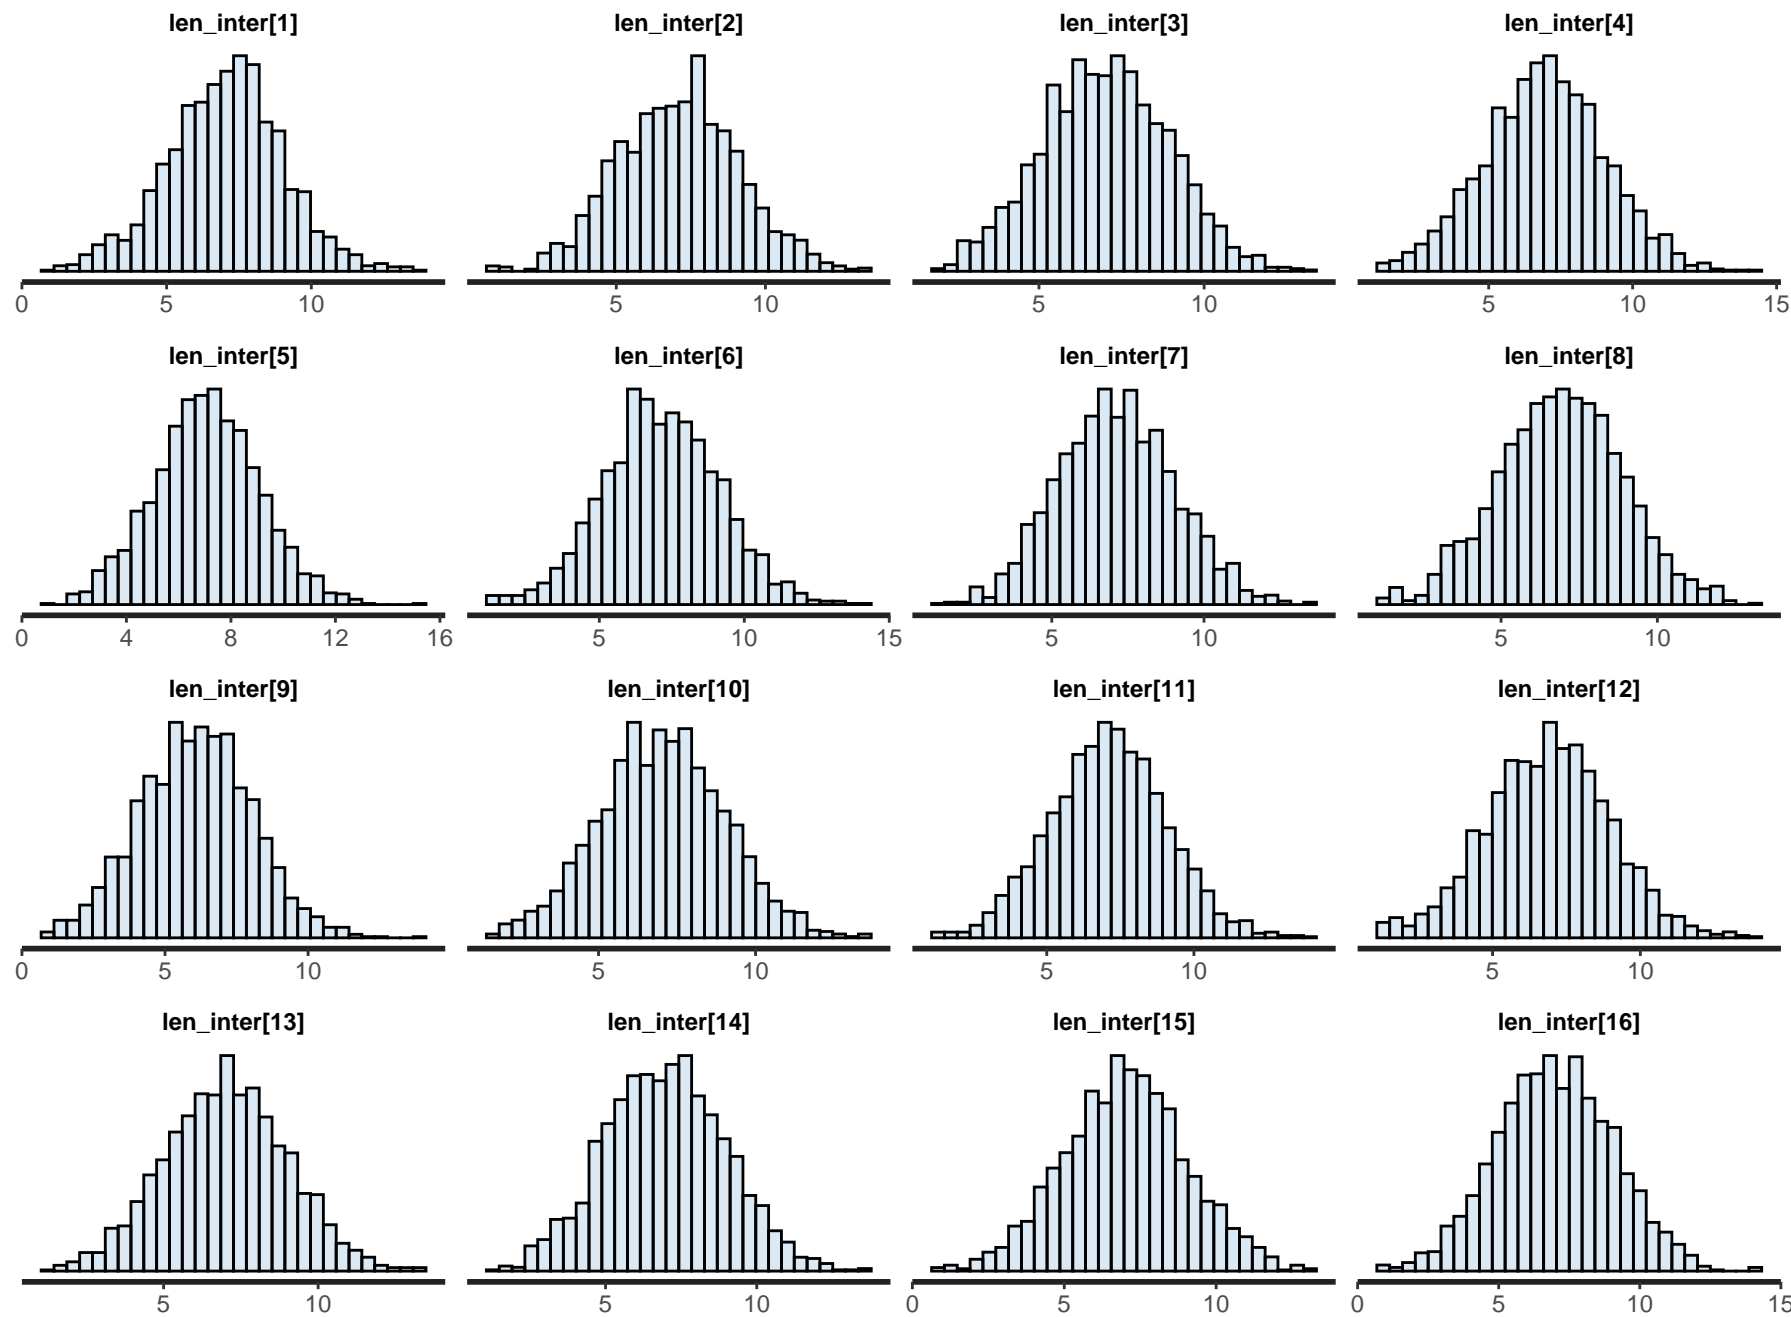 len_inter[1] len_inter[2] len_inter[3] len_inter[4]
0 5 10 5 10 5 10 5 10 15
len_inter[5] len_inter[6] len_inter[7] len_inter[8]
0 4 8 12 16 5 10 15 5 10 5 10
len_inter[9] len_inter[10] len_inter[11] len_inter[12]
0 5 10 5 10 5 10 5 10
len_inter[13] len_inter[14] len_inter[15] len_inter[16]
5 10 5 10 0 5 10 0 5 10 15